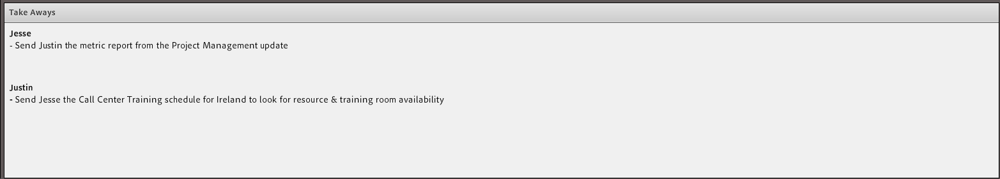 Take Aways
Jesse
- Send Justin the metric report from the Project Management update
Justin
- Send Jesse the Call Center Training schedule for Ireland to look for resource & training room availability